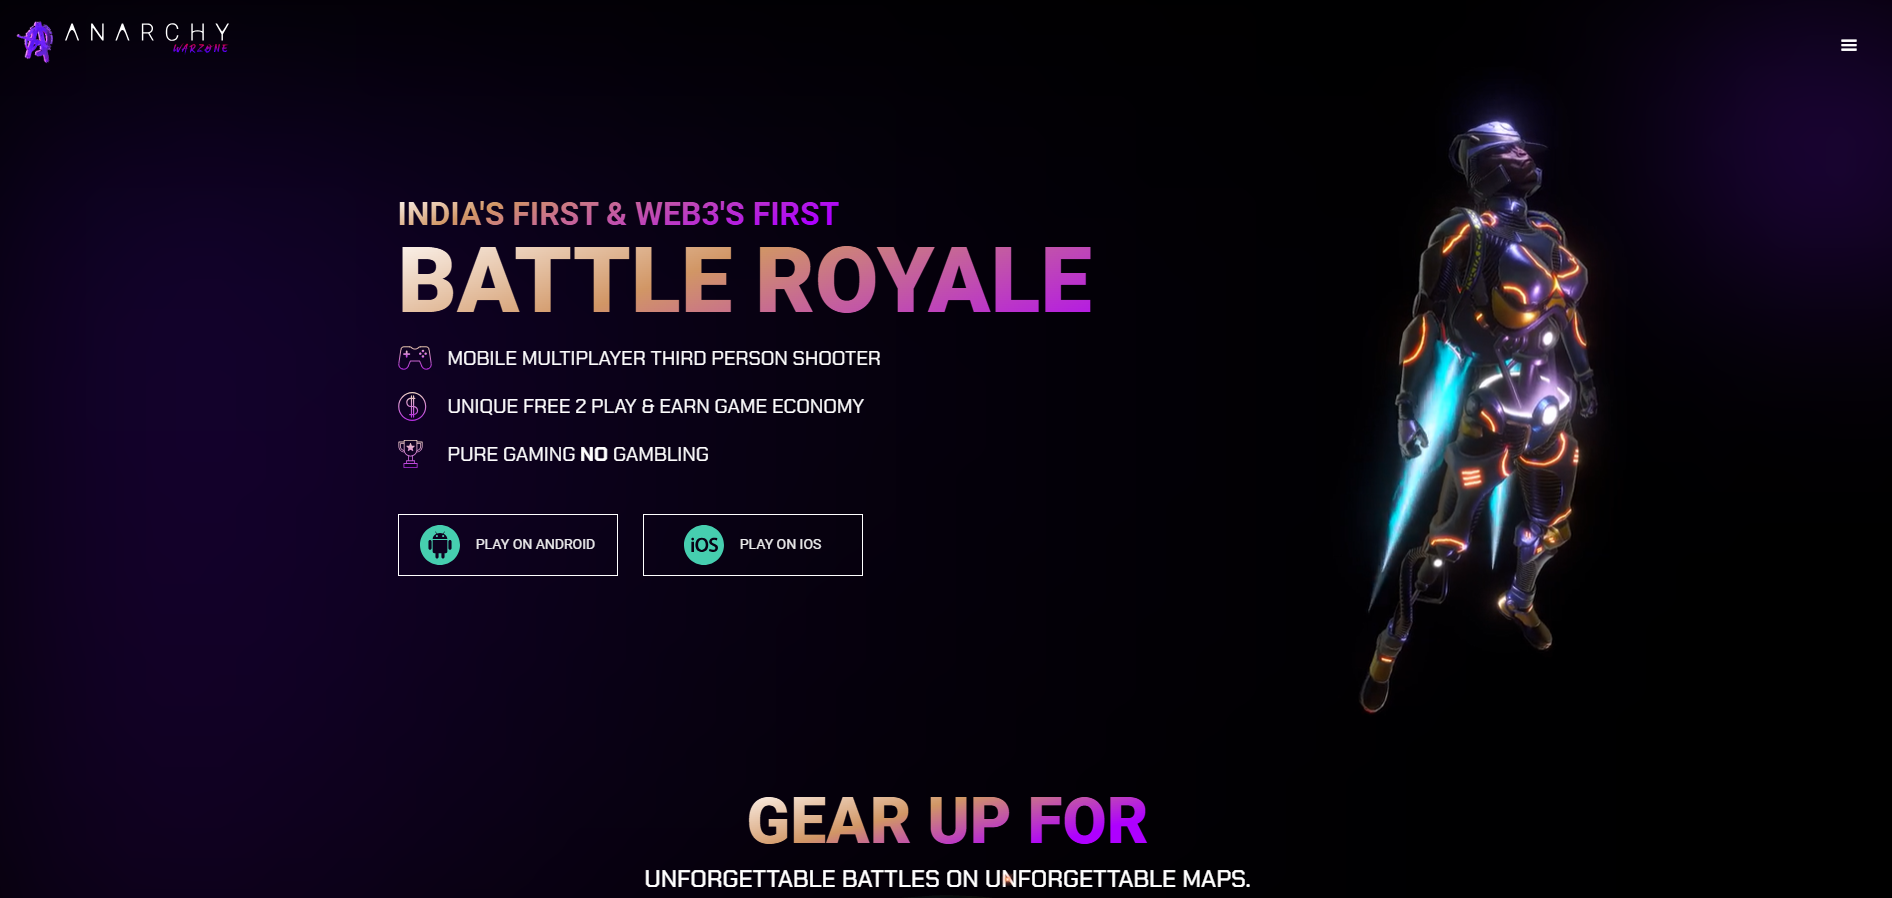 ANARCHY
WARZONE
INDIA'S FIRST & WEB3'S FIRST
BATTLE ROYALE
MOBILE MULTIPLAYER THIRD PERSON SHOOTER
UNIQUE FREE 2 PLAY & EARN GAME ECONOMY
PURE GAMING NO GAMBLING
PLAY ON ANDROID
iOS PLAY ON IOS
GEAR UP FOR
UNFORGETTABLE BATTLES ON UNFORGETTABLE MAPS.